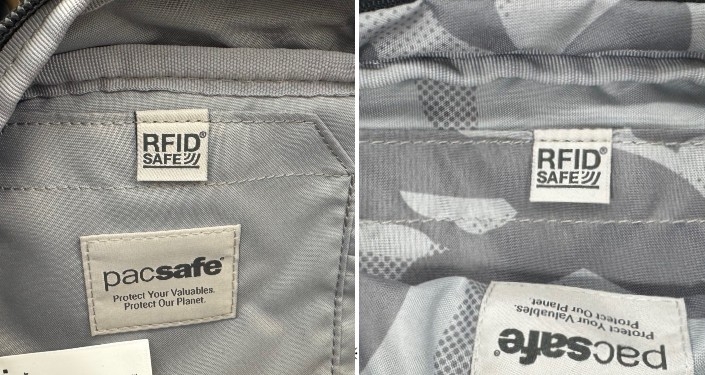 RFID®
SAFE
pacsafe®
Protect Your Valuables.
Protect Our Planet.
RFID®
SAFE
pacsafe®
Protect Your Valuables.
Protect Our Planet